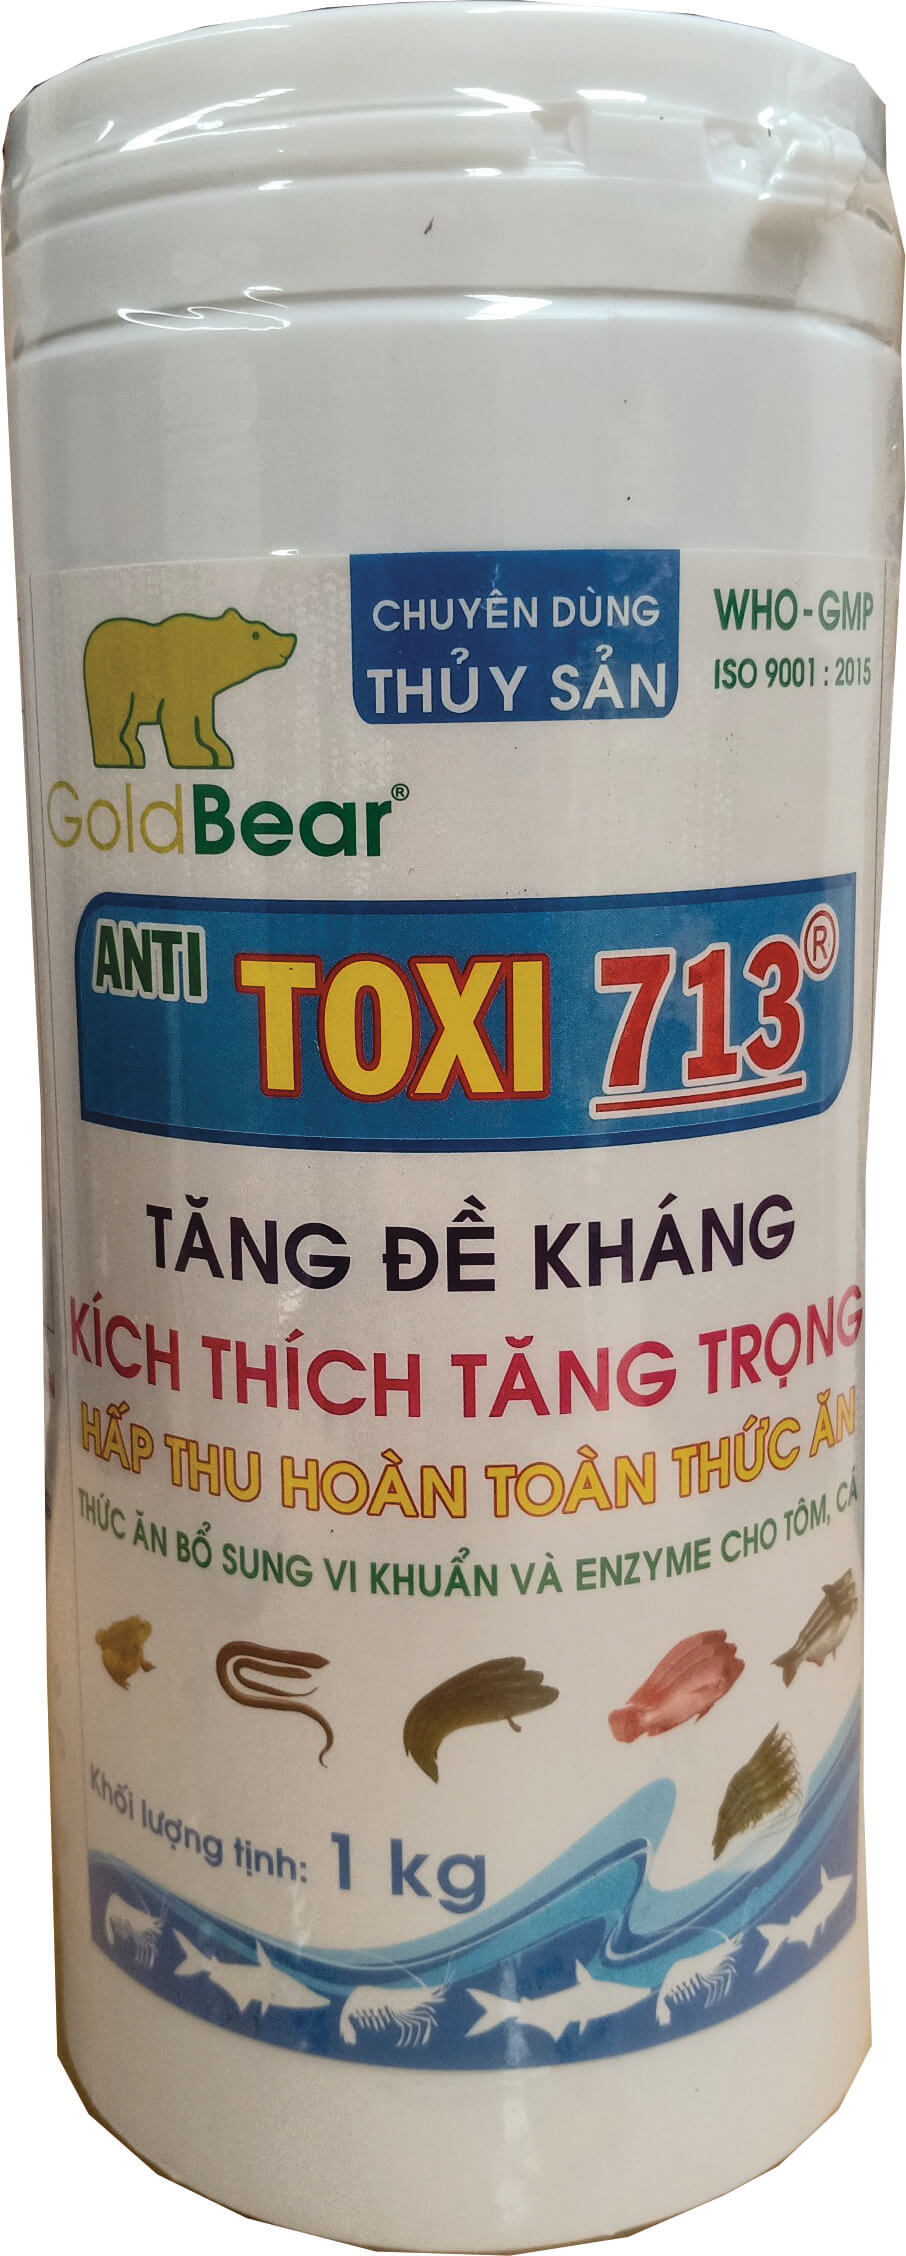 CHUYÊN DÙNG
THỦY SẢN
WHO-GMP
ISO 9001 : 2015
GoldBear®
ANTI TOXI 713®
TĂNG ĐỀ KHÁNG
KÍCH THÍCH TĂNG TRỌNG
HẤP THU HOÀN TOÀN THỨC ĂN
THỨC ĂN BỔ SUNG VI KHUẨN VÀ ENZYME CHO TÔM, CÁ
Khối lượng tịnh: 1 kg